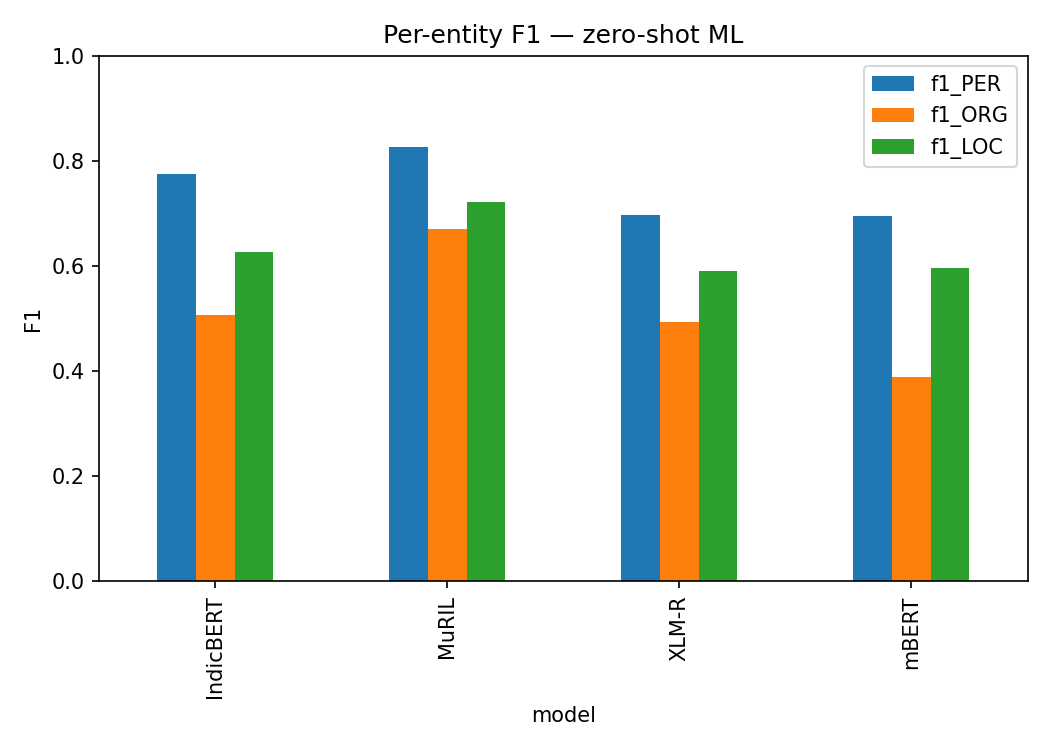 Per-entity F1 — zero-shot ML
1.0
0.8
0.6
0.4
0.2
0.0
F1
f1_PER
f1_ORG
f1_LOC
IndicBERT
MuRIL
XLM-R
mBERT
model